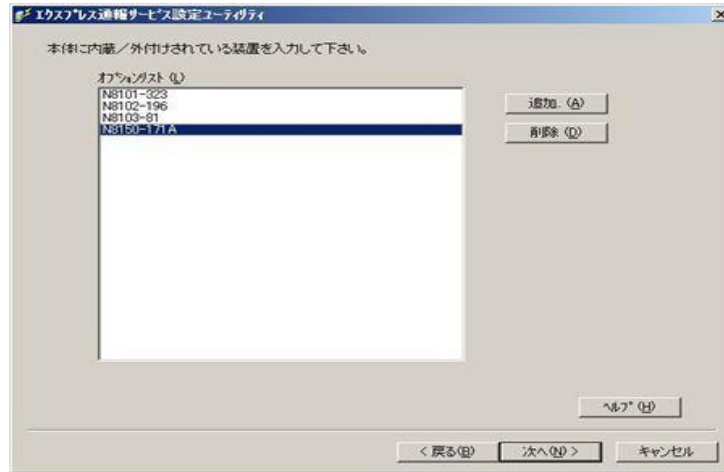 エクスプレス通報サービス設定ユーティリティ
本体に内蔵／外付けされている装置を入力して下さい。
オプションリスト (L)
N8101-323
N8102-196
N8103-81
N8150-171A
追加.. (A)
削除 (D)
ヘルプ (H)
< 戻る(B)
次へ(N) >
キャンセル